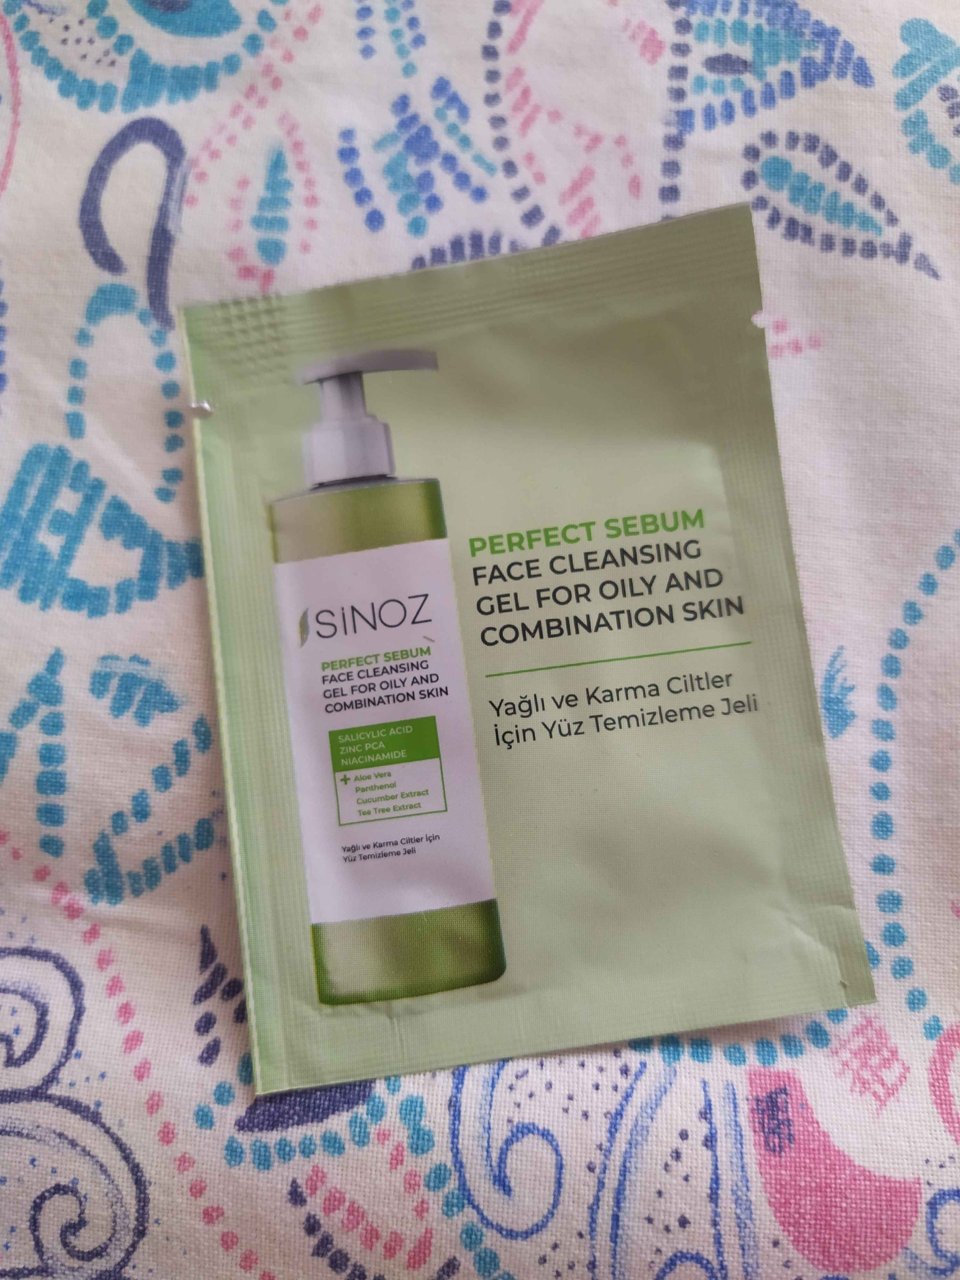 SiNOZ
PERFECT SEBUM
FACE CLEANSING
GEL FOR OILY AND
COMBINATION SKIN
SALICYLIC ACID
ZINC PCA
NIACINAMIDE
+ Aloe Vera
Panthenol
Cucumber Extract
Tea Tree Extract
Yağlı ve Karma Ciltler İçin
Yüz Temizleme Jeli
PERFECT SEBUM
FACE CLEANSING
GEL FOR OILY AND
COMBINATION SKIN
Yağlı ve Karma Ciltler
İçin Yüz Temizleme Jeli